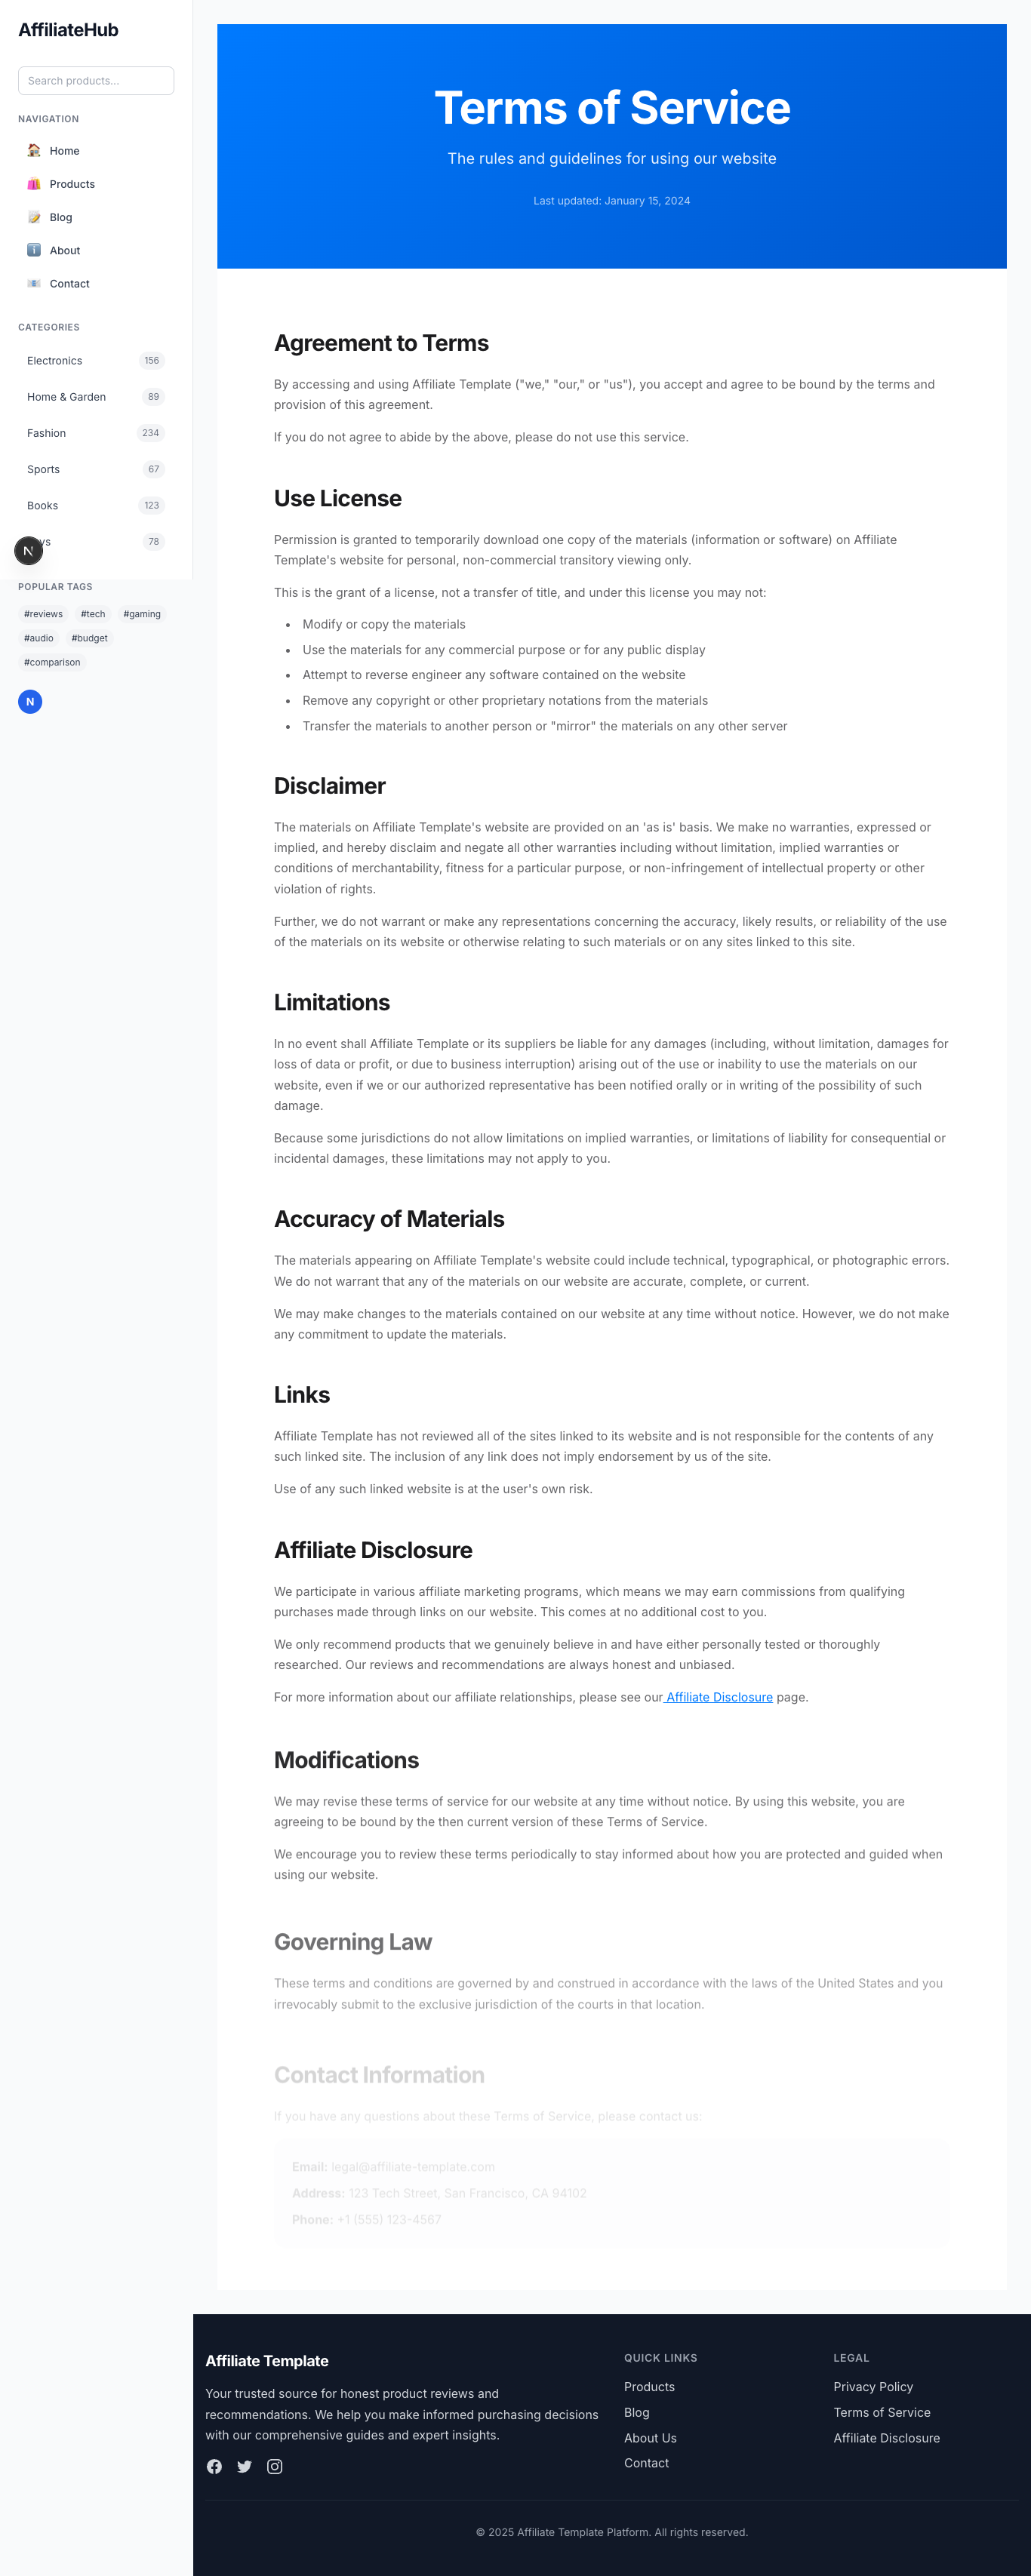 AffiliateHub
Search products...
NAVIGATION
Home
Products
Blog
About
Contact
CATEGORIES
Electronics 156
Home & Garden 89
Fashion 234
Sports 67
Books 123
78
N
POPULAR TAGS
#reviews #tech #gaming
#audio #budget
#comparison
N
Terms of Service
The rules and guidelines for using our website
Last updated: January 15, 2024
Agreement to Terms
By accessing and using Affiliate Template ("we," "our," or "us"), you accept and agree to be bound by the terms and
provision of this agreement.
If you do not agree to abide by the above, please do not use this service.
Use License
Permission is granted to temporarily download one copy of the materials (information or software) on Affiliate
Template's website for personal, non-commercial transitory viewing only.
This is the grant of a license, not a transfer of title, and under this license you may not:
• Modify or copy the materials
• Use the materials for any commercial purpose or for any public display
• Attempt to reverse engineer any software contained on the website
• Remove any copyright or other proprietary notations from the materials
• Transfer the materials to another person or "mirror" the materials on any other server
Disclaimer
The materials on Affiliate Template's website are provided on an 'as is' basis. We make no warranties, expressed or
implied, and hereby disclaim and negate all other warranties including without limitation, implied warranties or
conditions of merchantability, fitness for a particular purpose, or non-infringement of intellectual property or other
violation of rights.
Further, we do not warrant or make any representations concerning the accuracy, likely results, or reliability of the use
of the materials on its website or otherwise relating to such materials or on any sites linked to this site.
Limitations
In no event shall Affiliate Template or its suppliers be liable for any damages (including, without limitation, damages for
loss of data or profit, or due to business interruption) arising out of the use or inability to use the materials on our
website, even if we or our authorized representative has been notified orally or in writing of the possibility of such
damage.
Because some jurisdictions do not allow limitations on implied warranties, or limitations of liability for consequential or
incidental damages, these limitations may not apply to you.
Accuracy of Materials
The materials appearing on Affiliate Template's website could include technical, typographical, or photographic errors.
We do not warrant that any of the materials on our website are accurate, complete, or current.
We may make changes to the materials contained on our website at any time without notice. However, we do not make
any commitment to update the materials.
Links
Affiliate Template has not reviewed all of the sites linked to its website and is not responsible for the contents of any
such linked site. The inclusion of any link does not imply endorsement by us of the site.
Use of any such linked website is at the user's own risk.
Affiliate Disclosure
We participate in various affiliate marketing programs, which means we may earn commissions from qualifying
purchases made through links on our website. This comes at no additional cost to you.
We only recommend products that we genuinely believe in and have either personally tested or thoroughly
researched. Our reviews and recommendations are always honest and unbiased.
For more information about our affiliate relationships, please see our Affiliate Disclosure page.
Modifications
We may revise these terms of service for our website at any time without notice. By using this website, you are
agreeing to be bound by the then current version of these Terms of Service.
We encourage you to review these terms periodically to stay informed about how you are protected and guided when
using our website.
Governing Law
These terms and conditions are governed by and construed in accordance with the laws of the United States and you
irrevocably submit to the exclusive jurisdiction of the courts in that location.
Contact Information
If you have any questions about these Terms of Service, please contact us:
Email: legal@affiliate-template.com
Address: 123 Tech Street, San Francisco, CA 94102
Phone: +1 (555) 123-4567
Affiliate Template
Your trusted source for honest product reviews and
recommendations. We help you make informed purchasing decisions
with our comprehensive guides and expert insights.
QUICK LINKS
Products
Blog
About Us
Contact
LEGAL
Privacy Policy
Terms of Service
Affiliate Disclosure
© 2025 Affiliate Template Platform. All rights reserved.